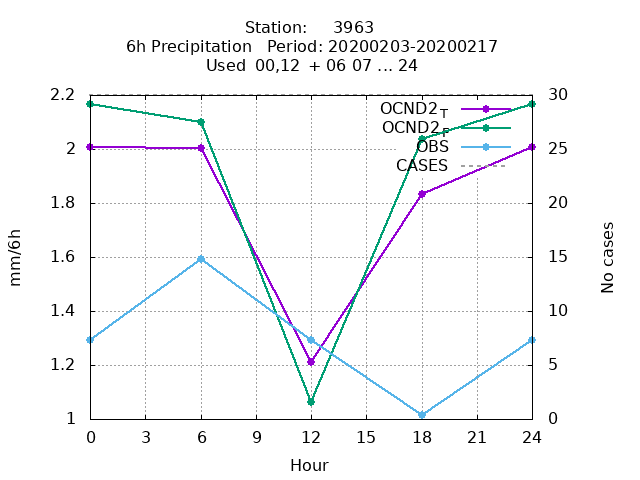 Station: 3963
6h Precipitation Period: 20200203-20200217
Used 00,12 + 06 07 ... 24
2.2
2
1.8
1.6
1.4
1.2
1
30
25
20
15
10
5
0
OCND2T
OCND2F
OBS
CASES
mm/6h
No cases
0 3 6 9 12 15 18 21 24
Hour